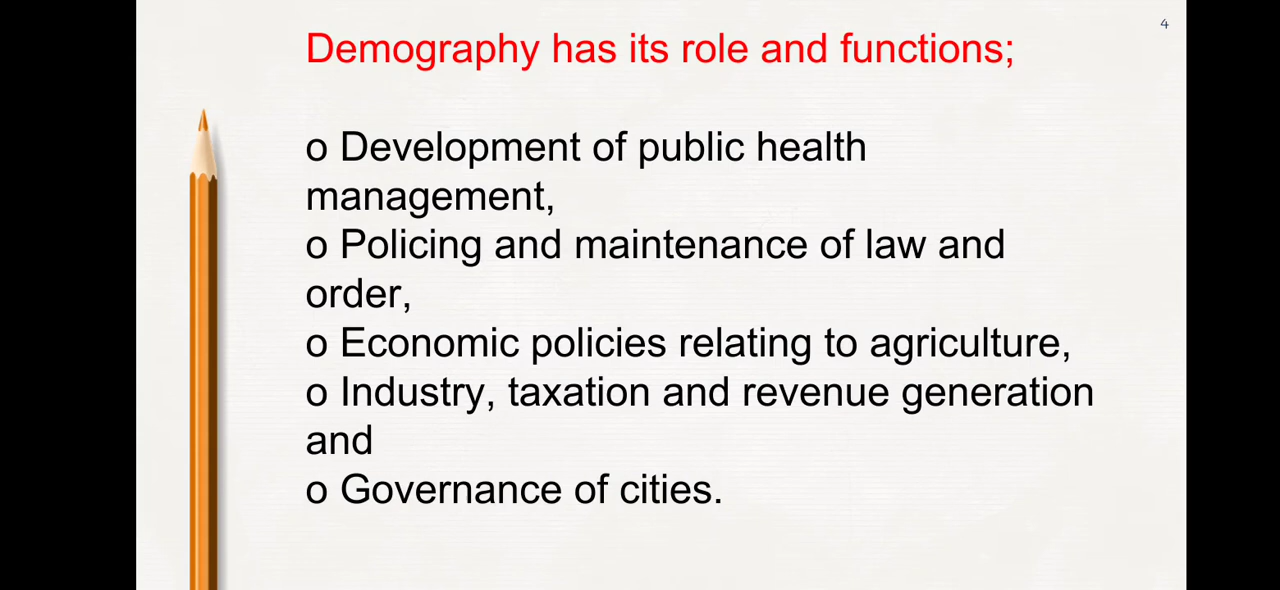 4
Demography has its role and functions;
o Development of public health
management,
o Policing and maintenance of law and
order,
o Economic policies relating to agriculture,
o Industry, taxation and revenue generation
and
o Governance of cities.